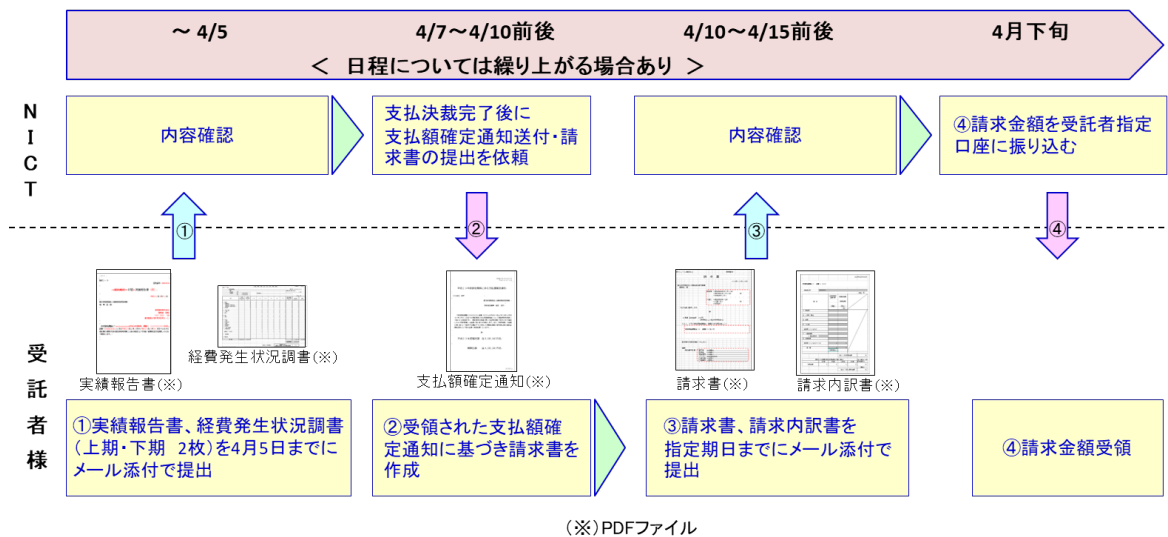 ～ 4/5
4/7～4/10前後
4/10～4/15前後
4月下旬
＜ 日程については繰り上がる場合あり ＞
NICT
内容確認
支払決裁完了後に
支払額確定通知送付・請
求書の提出を依頼
内容確認
④請求金額を受託者指定
口座に振り込む
①
②
③
④
受託者様
実績報告書(※)
経費発生状況調書(※)
支払額確定通知(※)
請求書(※)
請求内訳書(※)
①実績報告書、経費発生状況調書
（上期・下期 2枚）を4月5日までに
メール添付で提出
②受領された支払額確
定通知に基づき請求書を
作成
③請求書、請求内訳書を
指定期日までにメール添付で
提出
④請求金額受領
（※）PDFファイル